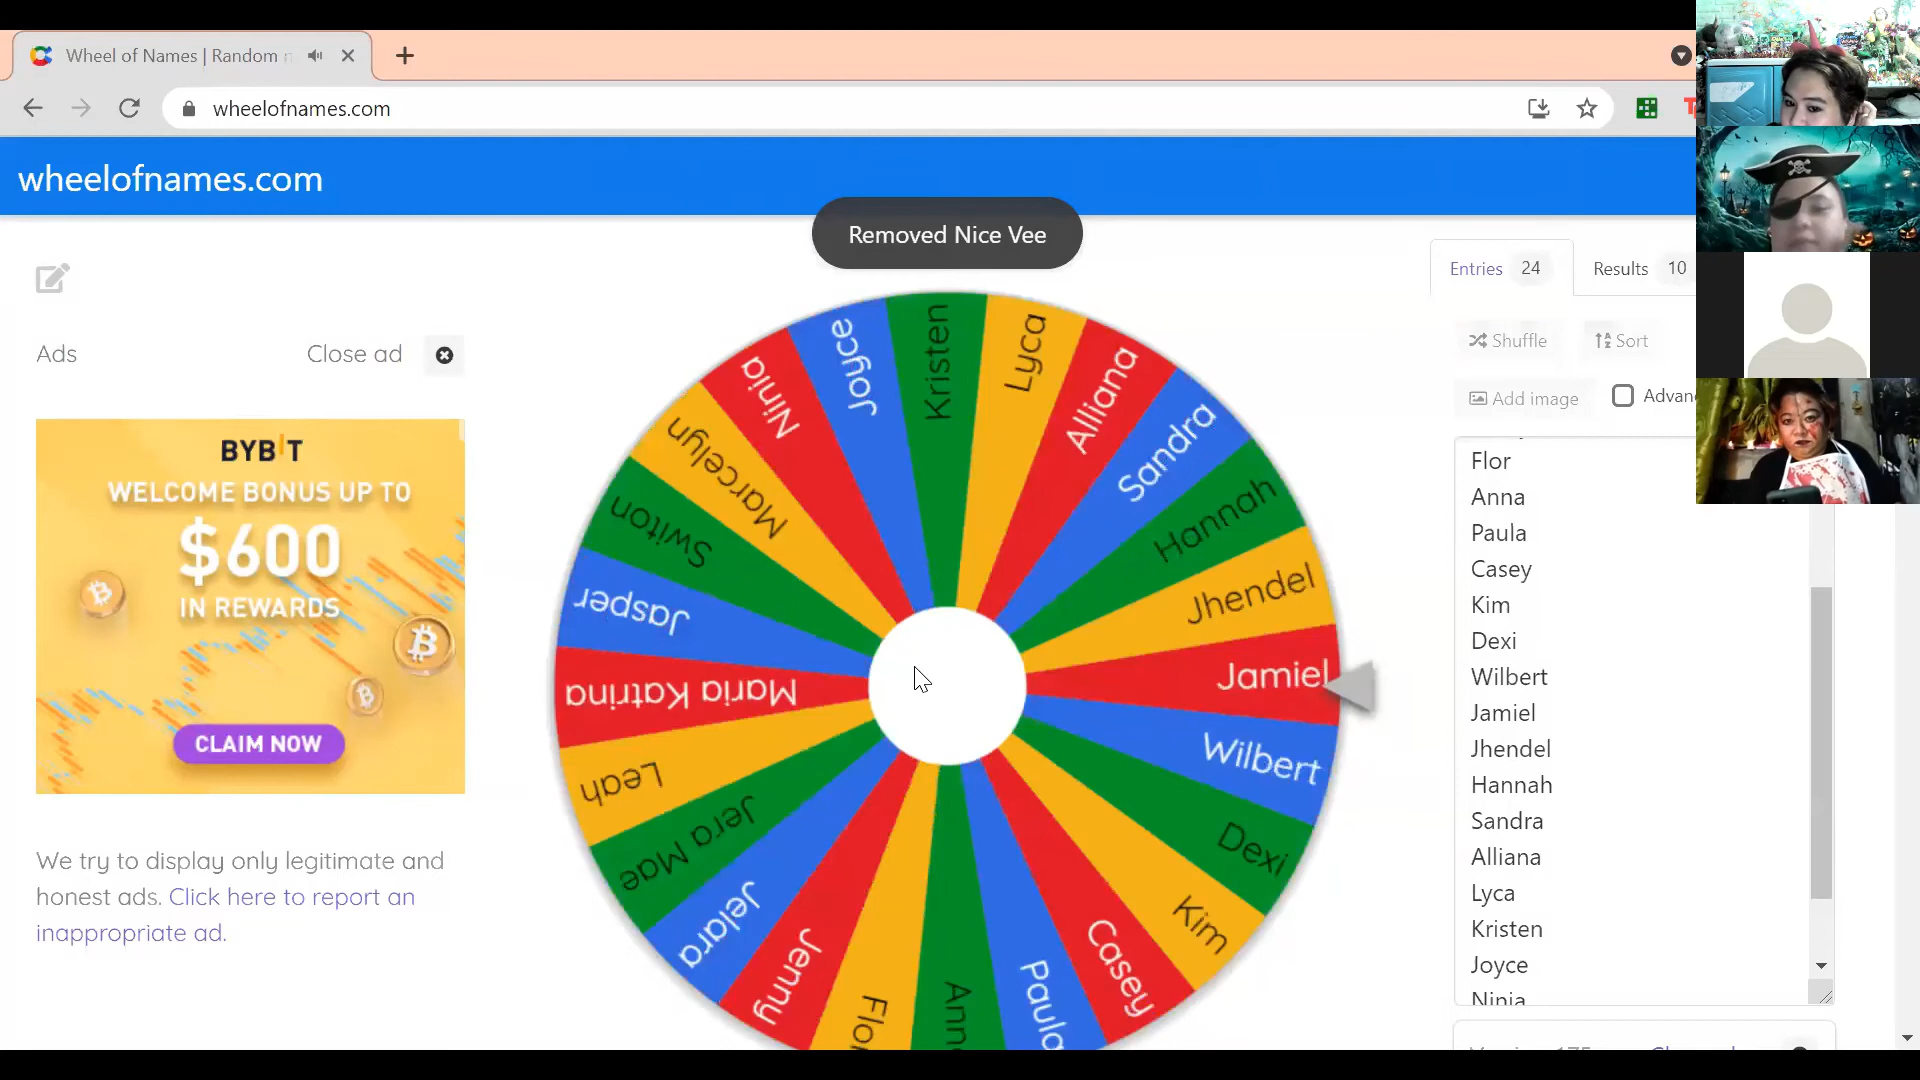 Wheel of Names | Random
wheelofnames.com
wheelofnames.com
Removed Nice Vee
Entries 24
Results 10
Shuffle
Sort
Add image
Ads
Close ad
BYBIT
WELCOME BONUS UP TO
$600
IN REWARDS
CLAIM NOW
We try to display only legitimate and
honest ads. Click here to report an
inappropriate ad.
Kristen
Lyca
Alliana
Sandra
Hannah
Jhendel
Jamiel
Wilbert
Dexi
Kim
Casey
Paula
Anna
Flor
Jenny
Jelara
Jera Mae
Leah
Maria Katrina
Jasper
Switon
Marcelyn
Ninia
Joyce
Flor
Anna
Paula
Casey
Kim
Dexi
Wilbert
Jamiel
Jhendel
Hannah
Sandra
Alliana
Lyca
Kristen
Joyce
Ninia